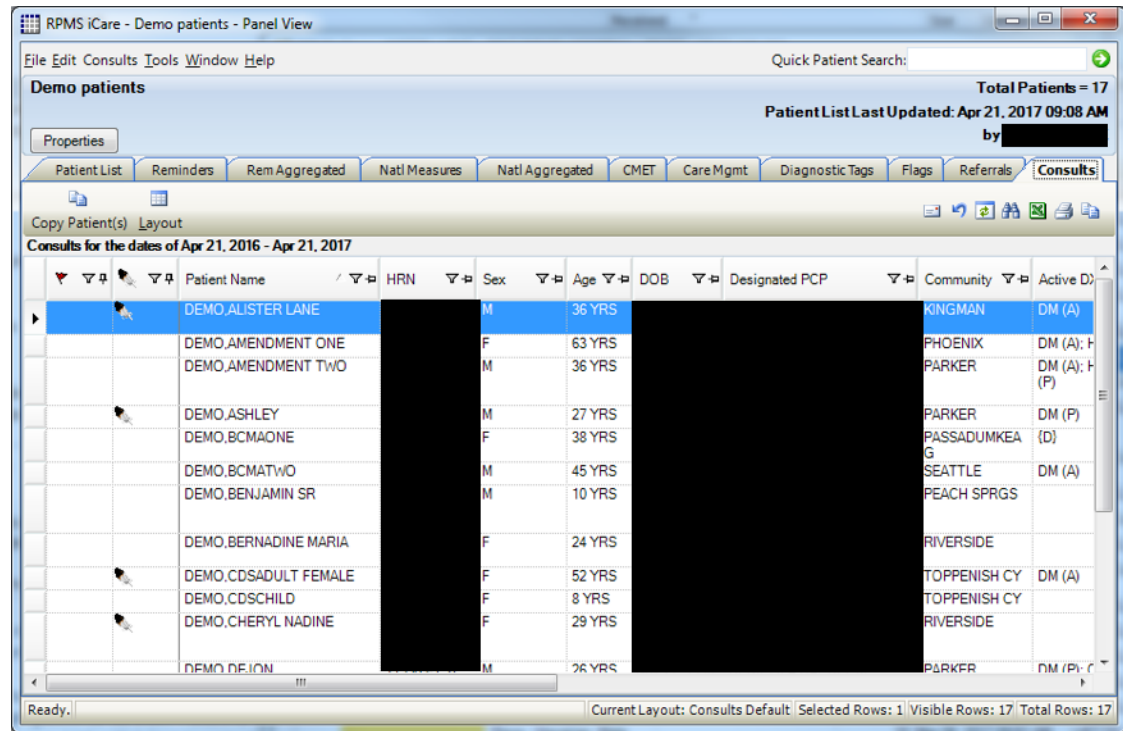 RPMS iCare - Demo patients - Panel View
File Edit Consults Tools Window Help Quick Patient Search:
Demo patients Total Patients = 17
Patient List Last Updated: Apr 21, 2017 09:08 AM
Properties by
Patient List Reminders Rem Aggregated Natl Measures Natl Aggregated CMET Care Mgmt Diagnostic Tags Flags Referrals Consults
Copy Patient(s) Layout
Consults for the dates of Apr 21, 2016 - Apr 21, 2017
Patient Name HRN Sex Age DOB Designated PCP Community Active DX
DEMO,ALISTER LANE M 36 YRS KINGMAN DM (A)
DEMO,AMENDMENT ONE F 63 YRS PHOENIX DM (A); H
DEMO,AMENDMENT TWO M 36 YRS PARKER DM (A); H
(P)
DEMO,ASHLEY M 27 YRS PARKER DM (P)
DEMO,BCMAONE F 38 YRS PASSADUMKEA {D}
G
DEMO,BCMATWO M 45 YRS SEATTLE DM (A)
DEMO,BENJAMIN SR M 10 YRS PEACH SPRGS
DEMO,BERNADINE MARIA F 24 YRS RIVERSIDE
DEMO,CDSADULT FEMALE F 52 YRS TOPPENISH CY DM (A)
DEMO,CDSCHILD F 8 YRS TOPPENISH CY
DEMO,CHERYL NADINE F 29 YRS RIVERSIDE
DEMO,DEJON M 26 YRS PARKER DM (P);
Ready. Current Layout: Consults Default Selected Rows: 1 Visible Rows: 17 Total Rows: 17